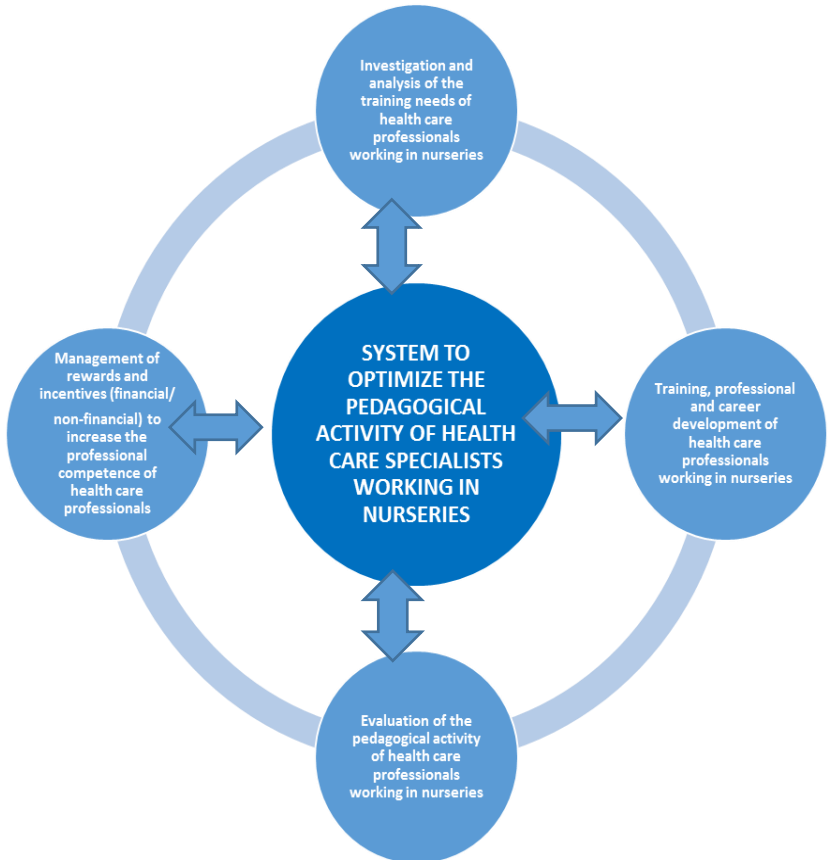 Investigation and
analysis of the
training needs of
health care
professionals
working in nurseries
Management of
rewards and
incentives (financial/
non-financial) to
increase the
professional
competence of
health care
professionals
SYSTEM TO
OPTIMIZE THE
PEDAGOGICAL
ACTIVITY OF HEALTH
CARE SPECIALISTS
WORKING IN
NURSERIES
Training, professional
and career
development of
health care
professionals
working in nurseries
Evaluation of the
pedagogical activity
of health care
professionals
working in nurseries